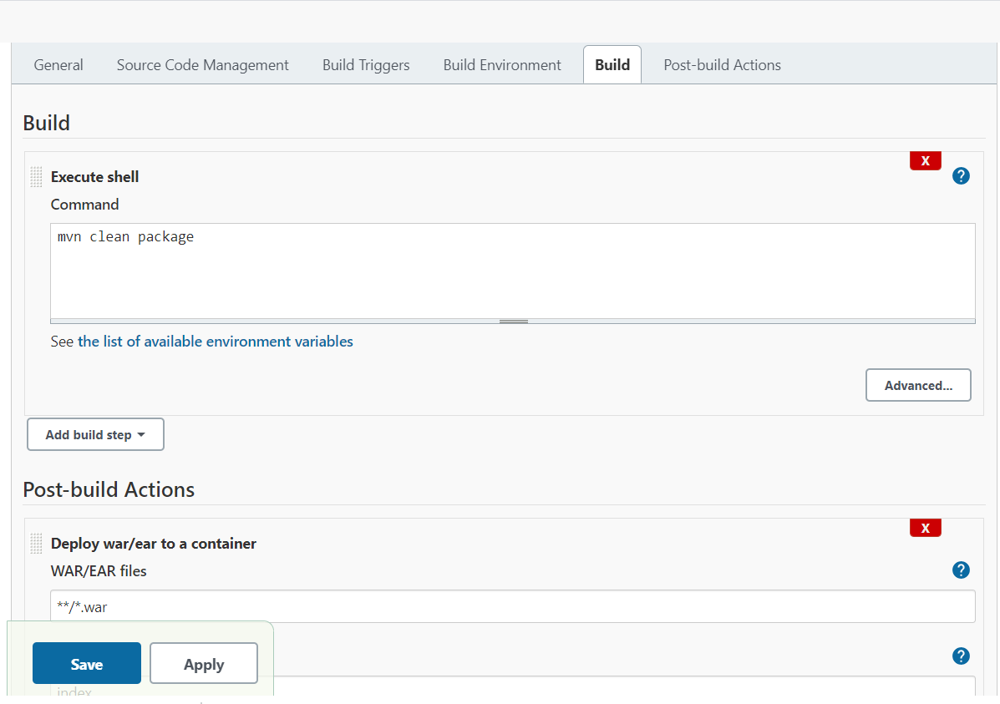 General Source Code Management Build Triggers Build Environment Build Post-build Actions
Build
X
Execute shell ?
Command
mvn clean package
See the list of available environment variables
Advanced...
Add build step
Post-build Actions
X
Deploy war/ear to a container
WAR/EAR files ?
**/*.war
?
Save Apply
index